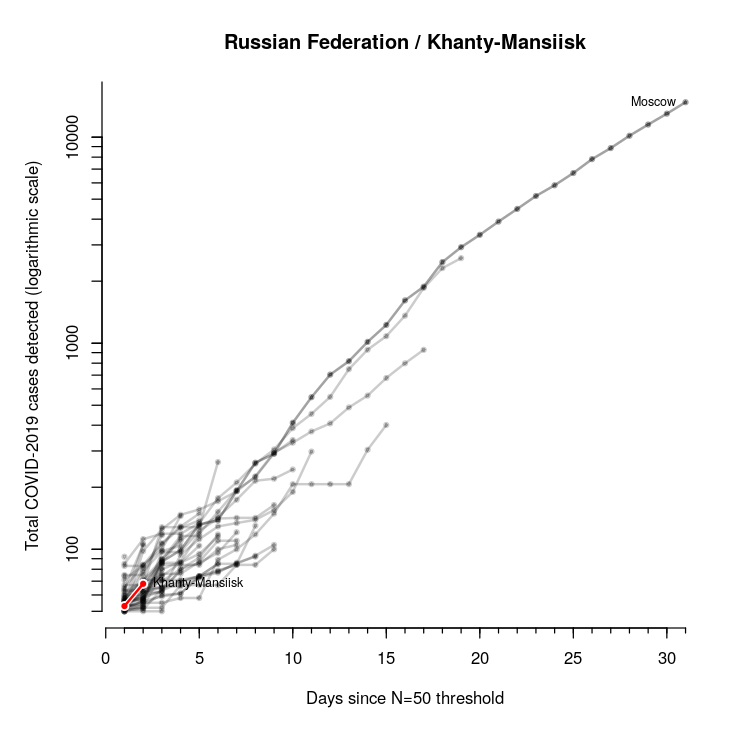 Russian Federation / Khanty-Mansiisk
Moscow
Total COVID-2019 cases detected (logarithmic scale)
10000
1000
100
Khanty-Mansiisk
0 5 10 15 20 25 30
Days since N=50 threshold